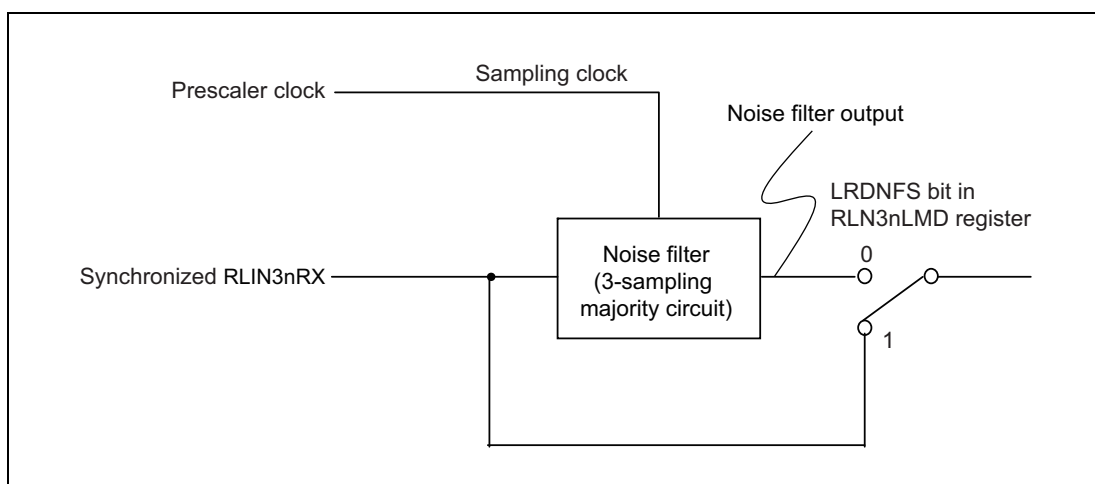 Sampling clock
Prescaler clock
Noise filter output
LRDNFS bit in
RLN3nLMD register
0
Noise filter
(3-sampling
majority circuit)
Synchronized RLIN3nRX
1